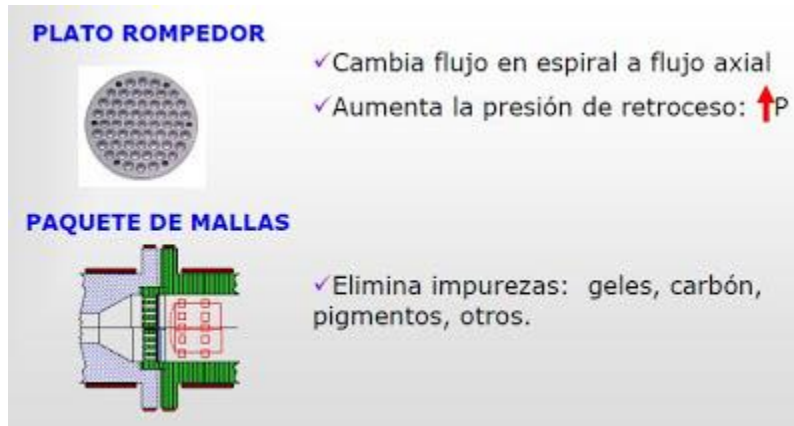 PLATO ROMPEDOR
✓Cambia flujo en espiral a flujo axial
✓Aumenta la presión de retroceso: ↑P
PAQUETE DE MALLAS
✓Elimina impurezas: geles, carbón,
pigmentos, otros.